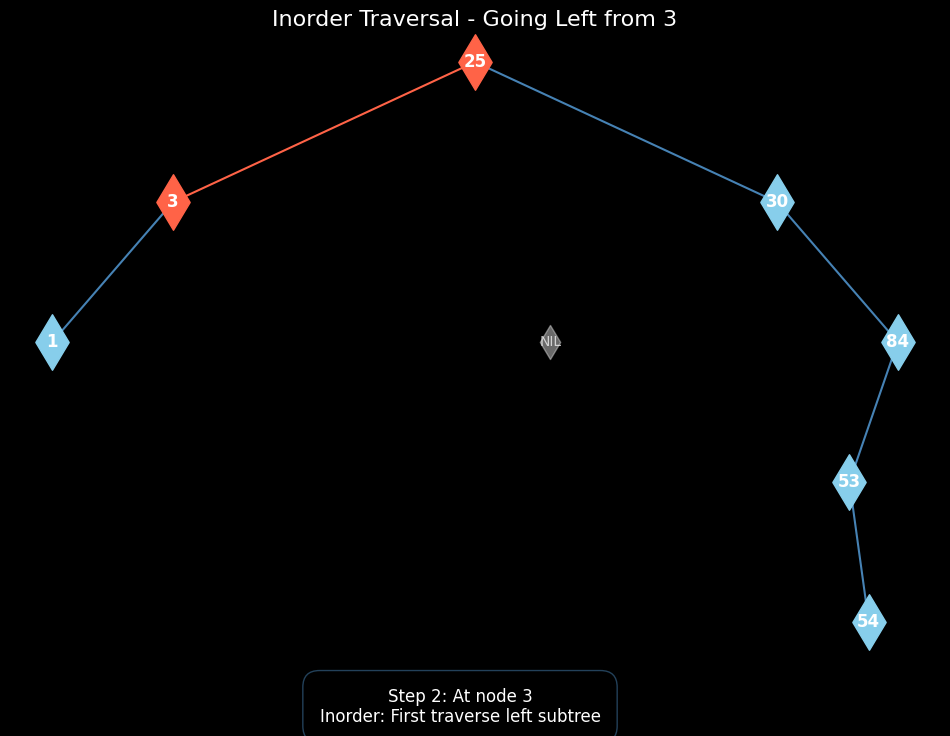 Inorder Traversal - Going Left from 3
25
3
30
1
NIL
84
53
54
Step 2: At node 3
Inorder: First traverse left subtree